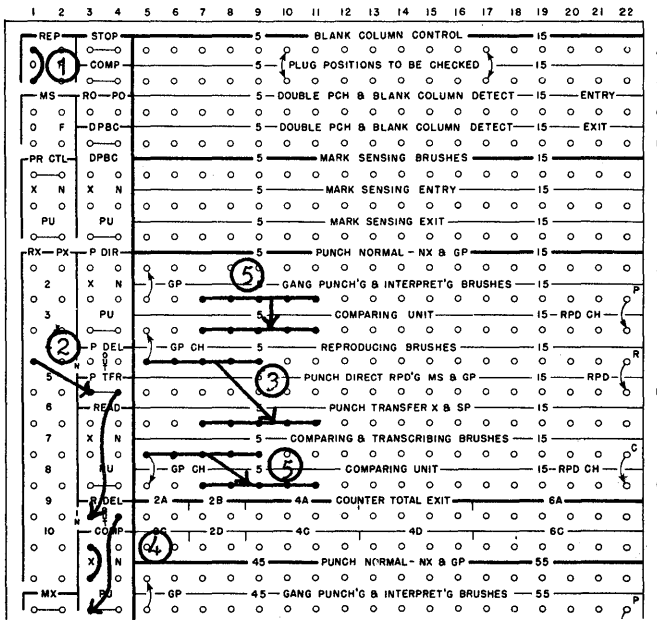 1 2 3 4 5 6 7 8 9 10 11 12 13 14 15 16 17 18 19 20 21 22
REP STOP 5 BLANK COLUMN CONTROL 15
1
COMP 5 PLUG POSITIONS TO BE CHECKED 15
MS RO PO 5 DOUBLE PCH & BLANK COLUMN DETECT 15 ENTRY
F DPBC 5 DOUBLE PCH & BLANK COLUMN DETECT 15 EXIT
PR CTL DPBC 5 MARK SENSING BRUSHES 15
X N X N 5 MARK SENSING ENTRY 15
PU PU 5 MARK SENSING EXIT 15
RX PX P DIR 5 PUNCH NORMAL - NX & GP 15
5
2 X N GP GANG PUNCH'G & INTERPRET'G BRUSHES 15 P
3 PU 5 COMPARING UNIT 15 RPD CH
2
P DEL GP CH 5 REPRODUCING BRUSHES 15 R
N OUT
3
5 P TFR PUNCH DIRECT RPD'G MS & GP 15 RPD
6 READ 5 PUNCH TRANSFER X & SP 15
7 X N 5 COMPARING & TRANSCRIBING BRUSHES 15 C
5
8 PU GP CH 5 COMPARING UNIT 15 RPD CH
9 R DEL 2A 2B 4A COUNTER TOTAL EXIT 6A
N OUT
10 COMP 2D 4C 4D 6C
4
X N 45 PUNCH NORMAL - NX & GP 55
MX PU GP 45 GANG PUNCH'G & INTERPRET'G BRUSHES 55 P